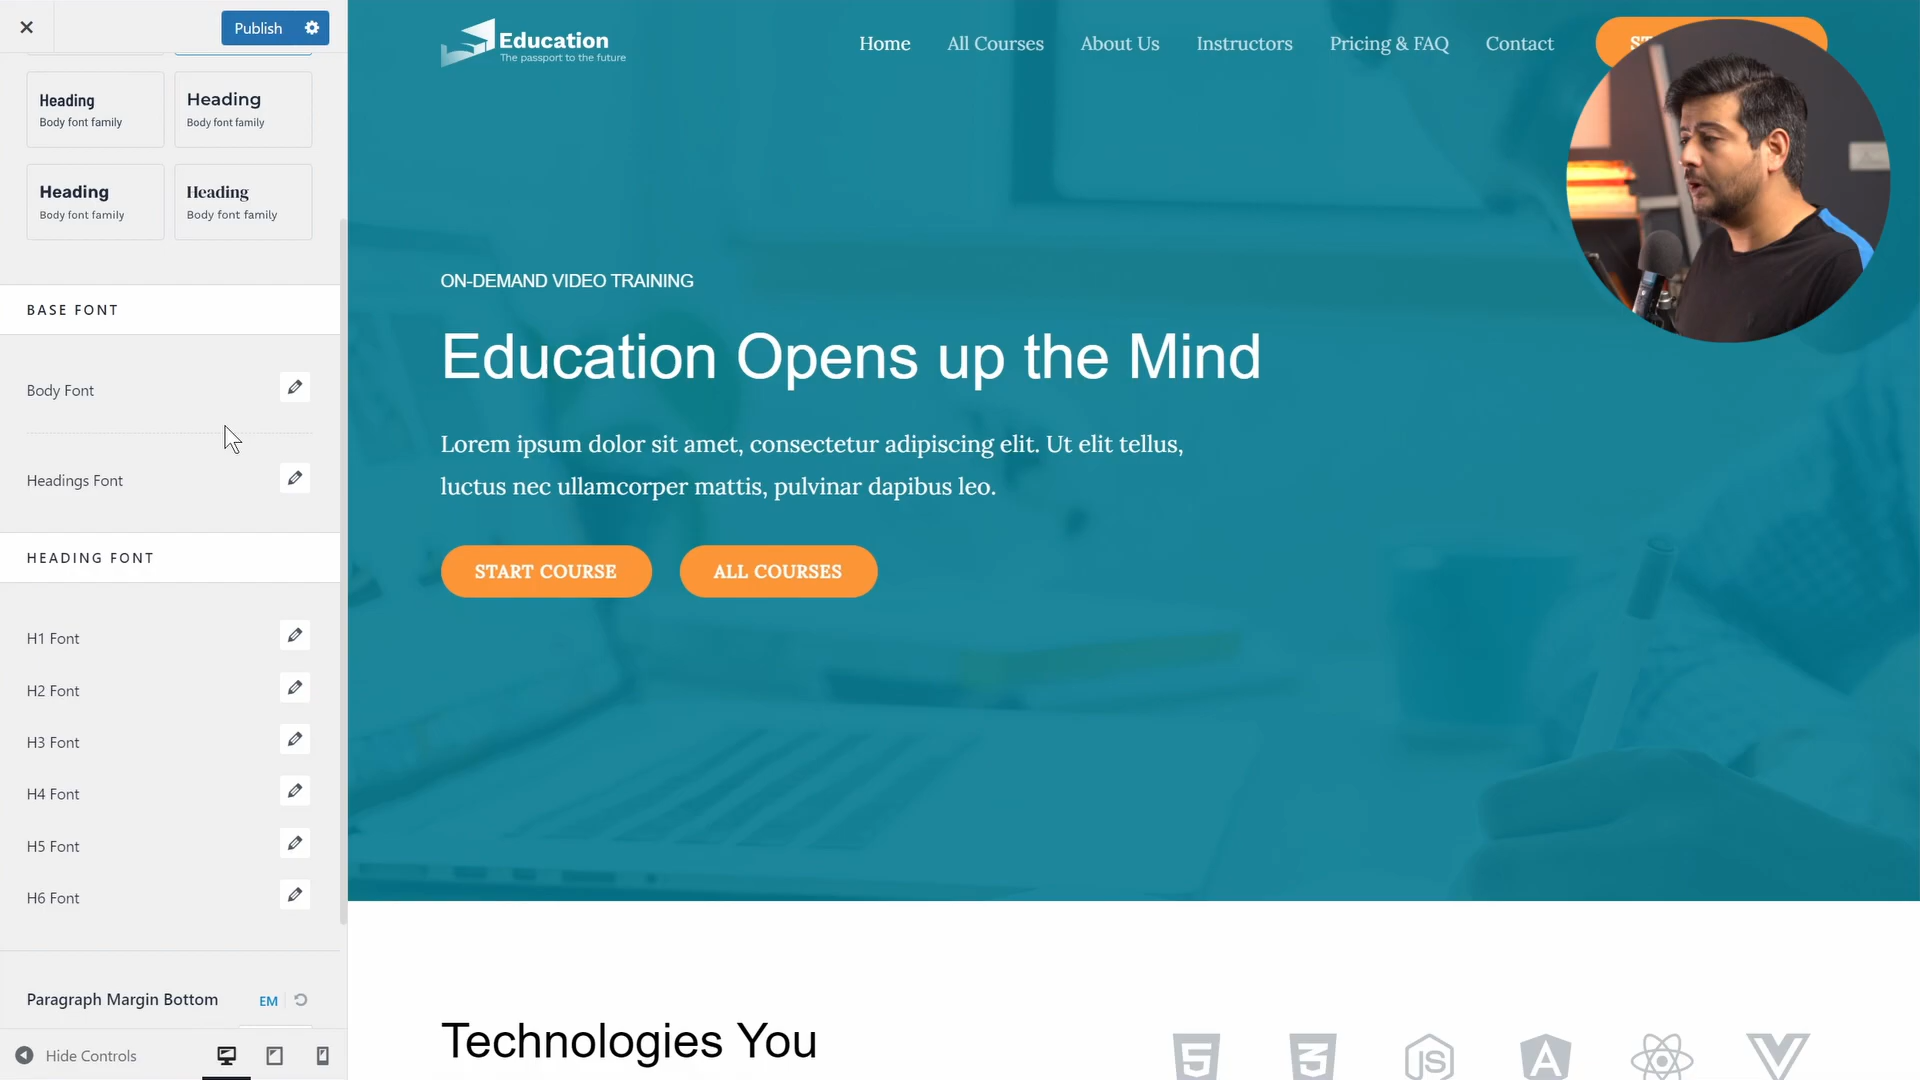 Publish
Heading
Body font family
Heading
Body font family
Heading
Body font family
Heading
Body font family
BASE FONT
Body Font
Headings Font
HEADING FONT
H1 Font
H2 Font
H3 Font
H4 Font
H5 Font
H6 Font
Paragraph Margin Bottom
EM
Hide Controls
Education
The passport to the future
Home
All Courses
About Us
Instructors
Pricing & FAQ
Contact
ON-DEMAND VIDEO TRAINING
Education Opens up the Mind
Lorem ipsum dolor sit amet, consectetur adipiscing elit. Ut elit tellus,
luctus nec ullamcorper mattis, pulvinar dapibus leo.
START COURSE
ALL COURSES
Technologies You
5
3
JS
A